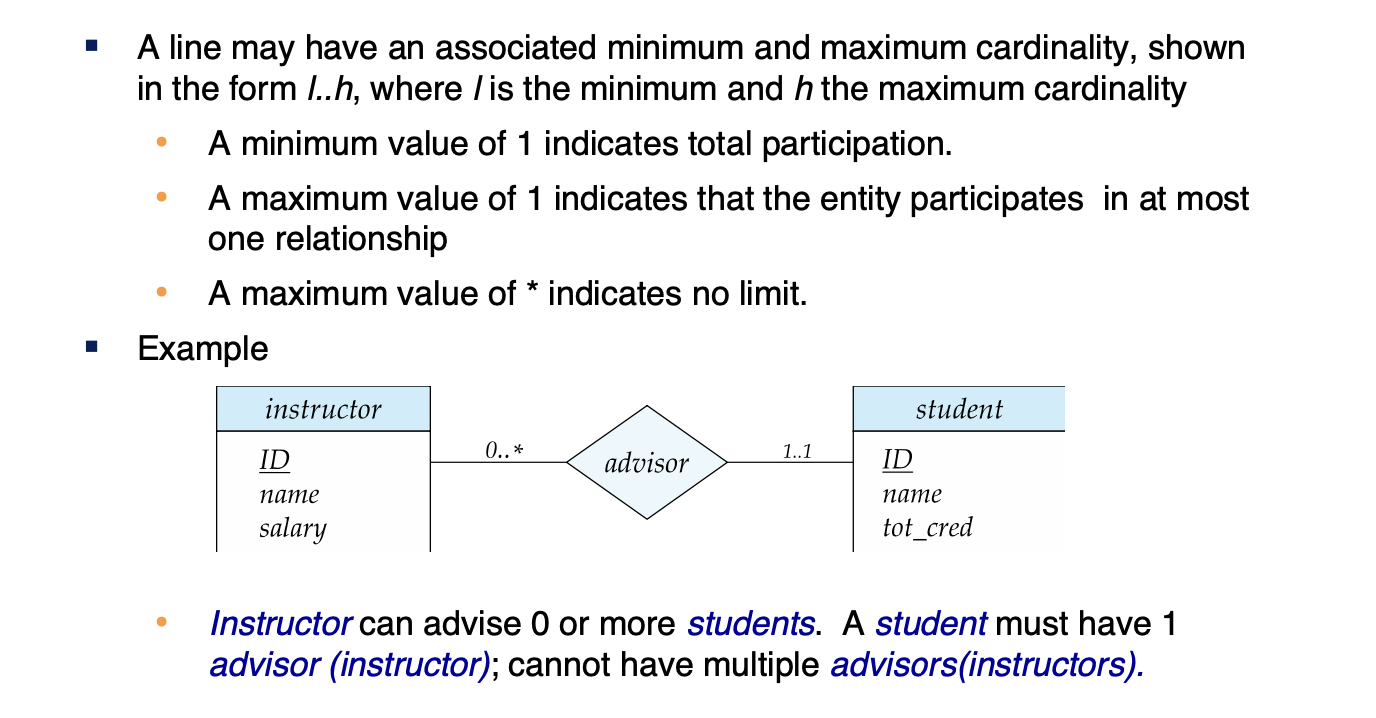 ▪ A line may have an associated minimum and maximum cardinality, shown
in the form l..h, where l is the minimum and h the maximum cardinality
• A minimum value of 1 indicates total participation.
• A maximum value of 1 indicates that the entity participates  in at most
one relationship
• A maximum value of * indicates no limit.
▪ Example
instructor
ID
name
salary
0..*
advisor
1..1
student
ID
name
tot_cred
• Instructor can advise 0 or more students.  A student must have 1
advisor (instructor); cannot have multiple advisors(instructors).